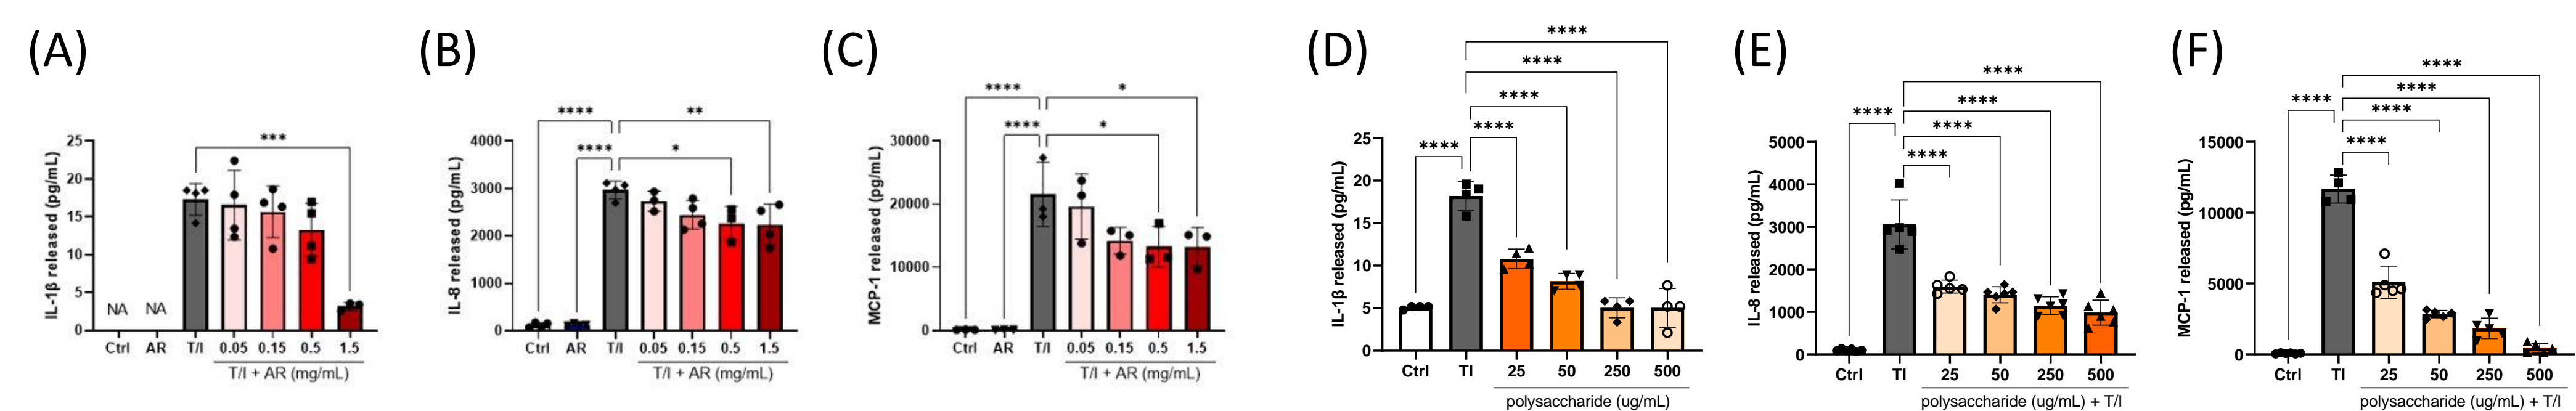 (A)
***
IL-1β released (pg/mL)
25
20
15
10
5
0
NA NA
Ctrl AR T/I 0.05 0.15 0.5 1.5
T/I + AR (mg/mL)
(B)
**** **
**** *
IL-8 released (pg/mL)
4000
3000
2000
1000
0
Ctrl AR T/I 0.05 0.15 0.5 1.5
T/I + AR (mg/mL)
(C)
**** *
**** *
MCP-1 released (pg/mL)
30000
20000
10000
0
Ctrl AR T/I 0.05 0.15 0.5 1.5
T/I + AR (mg/mL)
(D)
****
****
****
****
****
IL-1β released (pg/mL)
25
20
15
10
5
0
Ctrl TI 25 50 250 500
polysaccharide (ug/mL)
(E)
****
****
****
****
****
IL-8 released (pg/mL)
5000
4000
3000
2000
1000
0
Ctrl TI 25 50 250 500
polysaccharide (ug/mL) + T/I
(F)
****
****
****
****
****
MCP-1 released (pg/mL)
15000
10000
5000
0
Ctrl TI 25 50 250 500
polysaccharide (ug/mL) + T/I